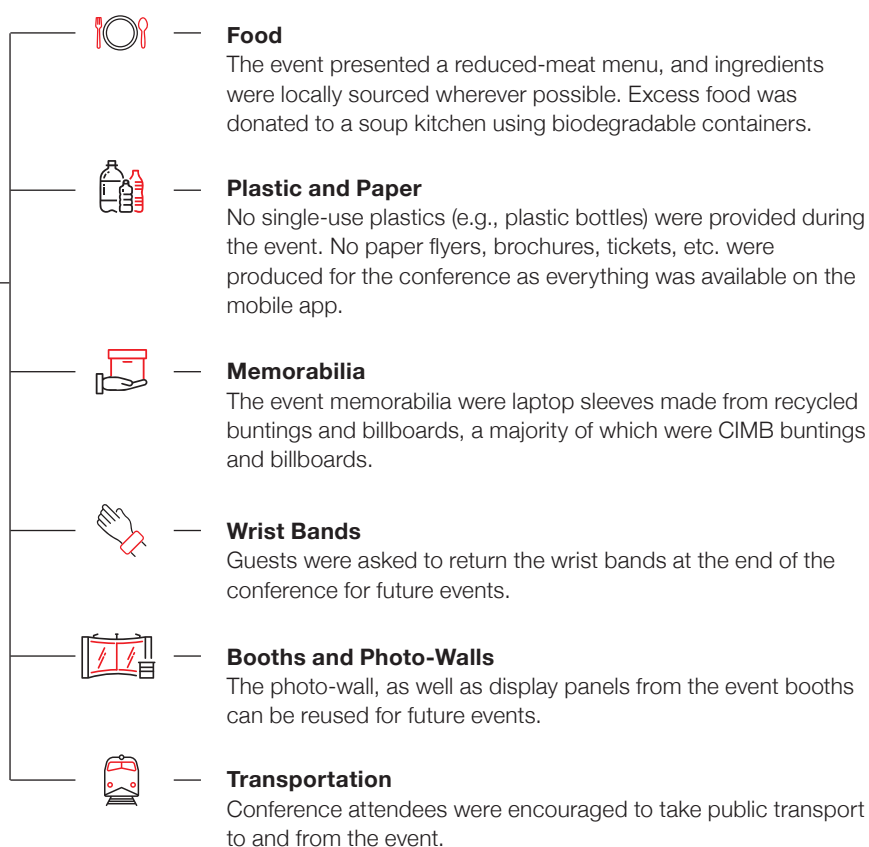 Food
The event presented a reduced-meat menu, and ingredients
were locally sourced wherever possible. Excess food was
donated to a soup kitchen using biodegradable containers.
Plastic and Paper
No single-use plastics (e.g., plastic bottles) were provided during
the event. No paper flyers, brochures, tickets, etc. were
produced for the conference as everything was available on the
mobile app.
Memorabilia
The event memorabilia were laptop sleeves made from recycled
buntings and billboards, a majority of which were CIMB buntings
and billboards.
Wrist Bands
Guests were asked to return the wrist bands at the end of the
conference for future events.
Booths and Photo-Walls
The photo-wall, as well as display panels from the event booths
can be reused for future events.
Transportation
Conference attendees were encouraged to take public transport
to and from the event.